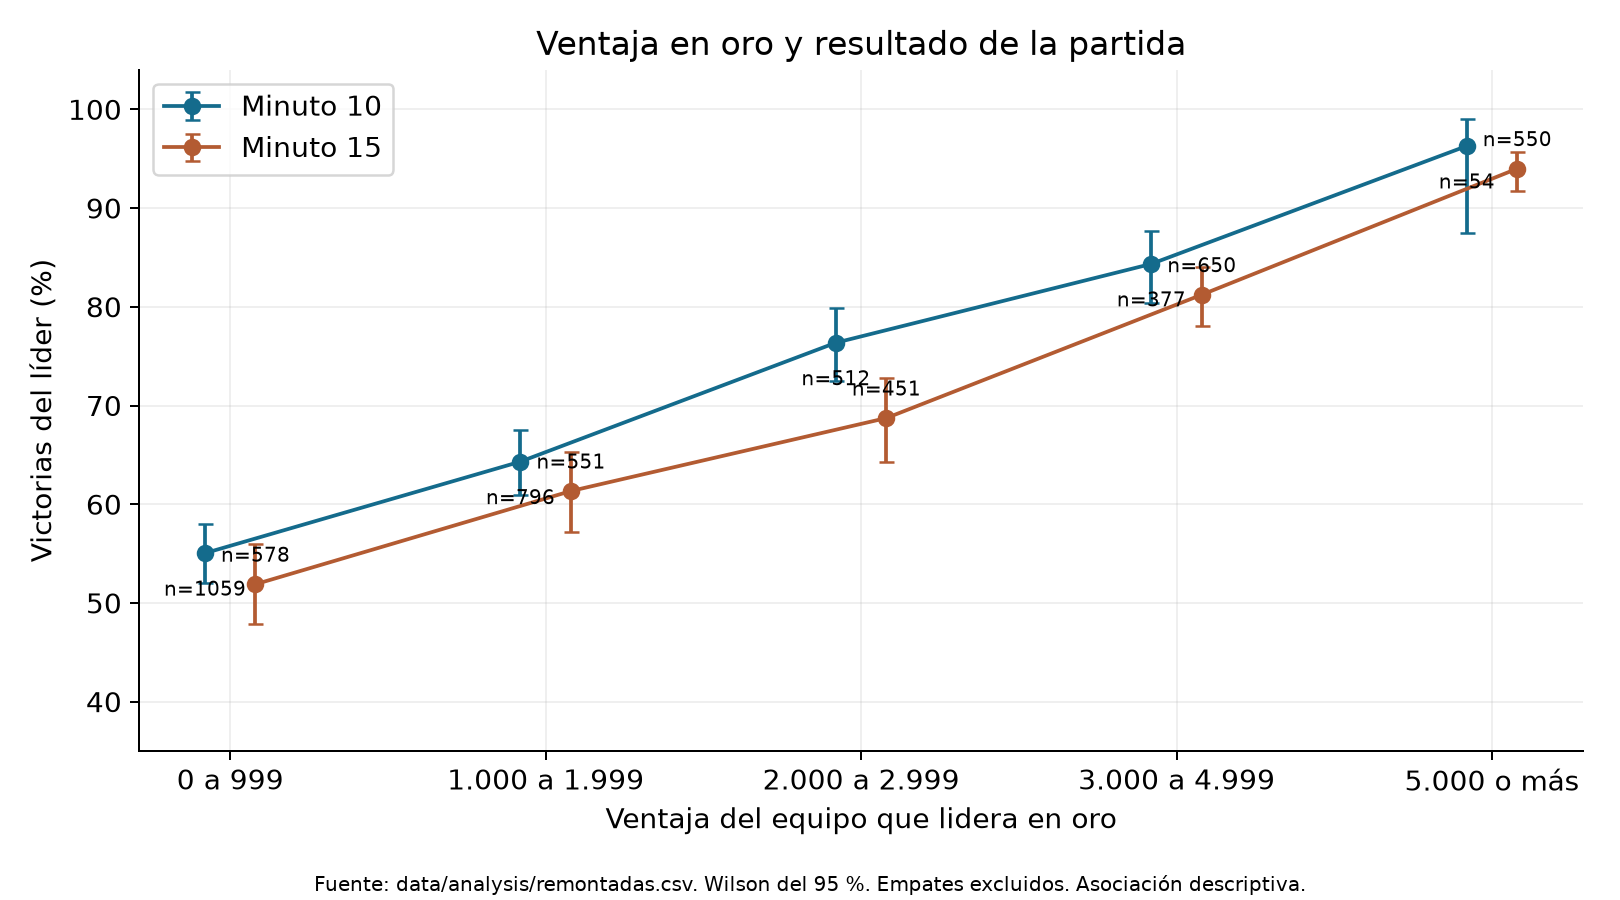 Ventaja en oro y resultado de la partida
Minuto 10
Minuto 15
Victorias del líder (%)
100
90
80
70
60
50
40
n=550
n=54
n=650
n=377
n=512
n=451
n=551
n=796
n=578
n=1059
0 a 999
1.000 a 1.999
2.000 a 2.999
3.000 a 4.999
5.000 o más
Ventaja del equipo que lidera en oro
Fuente: data/analysis/remontadas.csv. Wilson del 95 %. Empates excluidos. Asociación descriptiva.